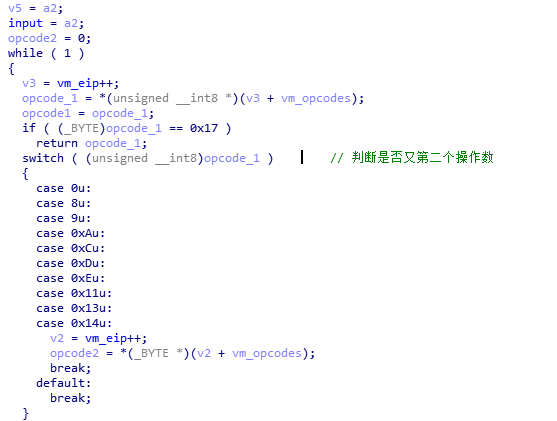 v5 = a2;
input = a2;
opcode2 = 0;
while ( 1 )
{
v3 = vm_eip++;
opcode_1 = *(unsigned __int8 *)(v3 + vm_opcodes);
opcode1 = opcode_1;
if ( (_BYTE)opcode_1 == 0x17 )
return opcode_1;
switch ( (unsigned __int8)opcode_1 ) // 判断是否又第二个操作数
{
case 0u:
case 8u:
case 9u:
case 0xAu:
case 0xCu:
case 0xDu:
case 0xEu:
case 0x11u:
case 0x13u:
case 0x14u:
v2 = vm_eip++;
opcode2 = *(_BYTE *)(v2 + vm_opcodes);
break;
default:
break;
}